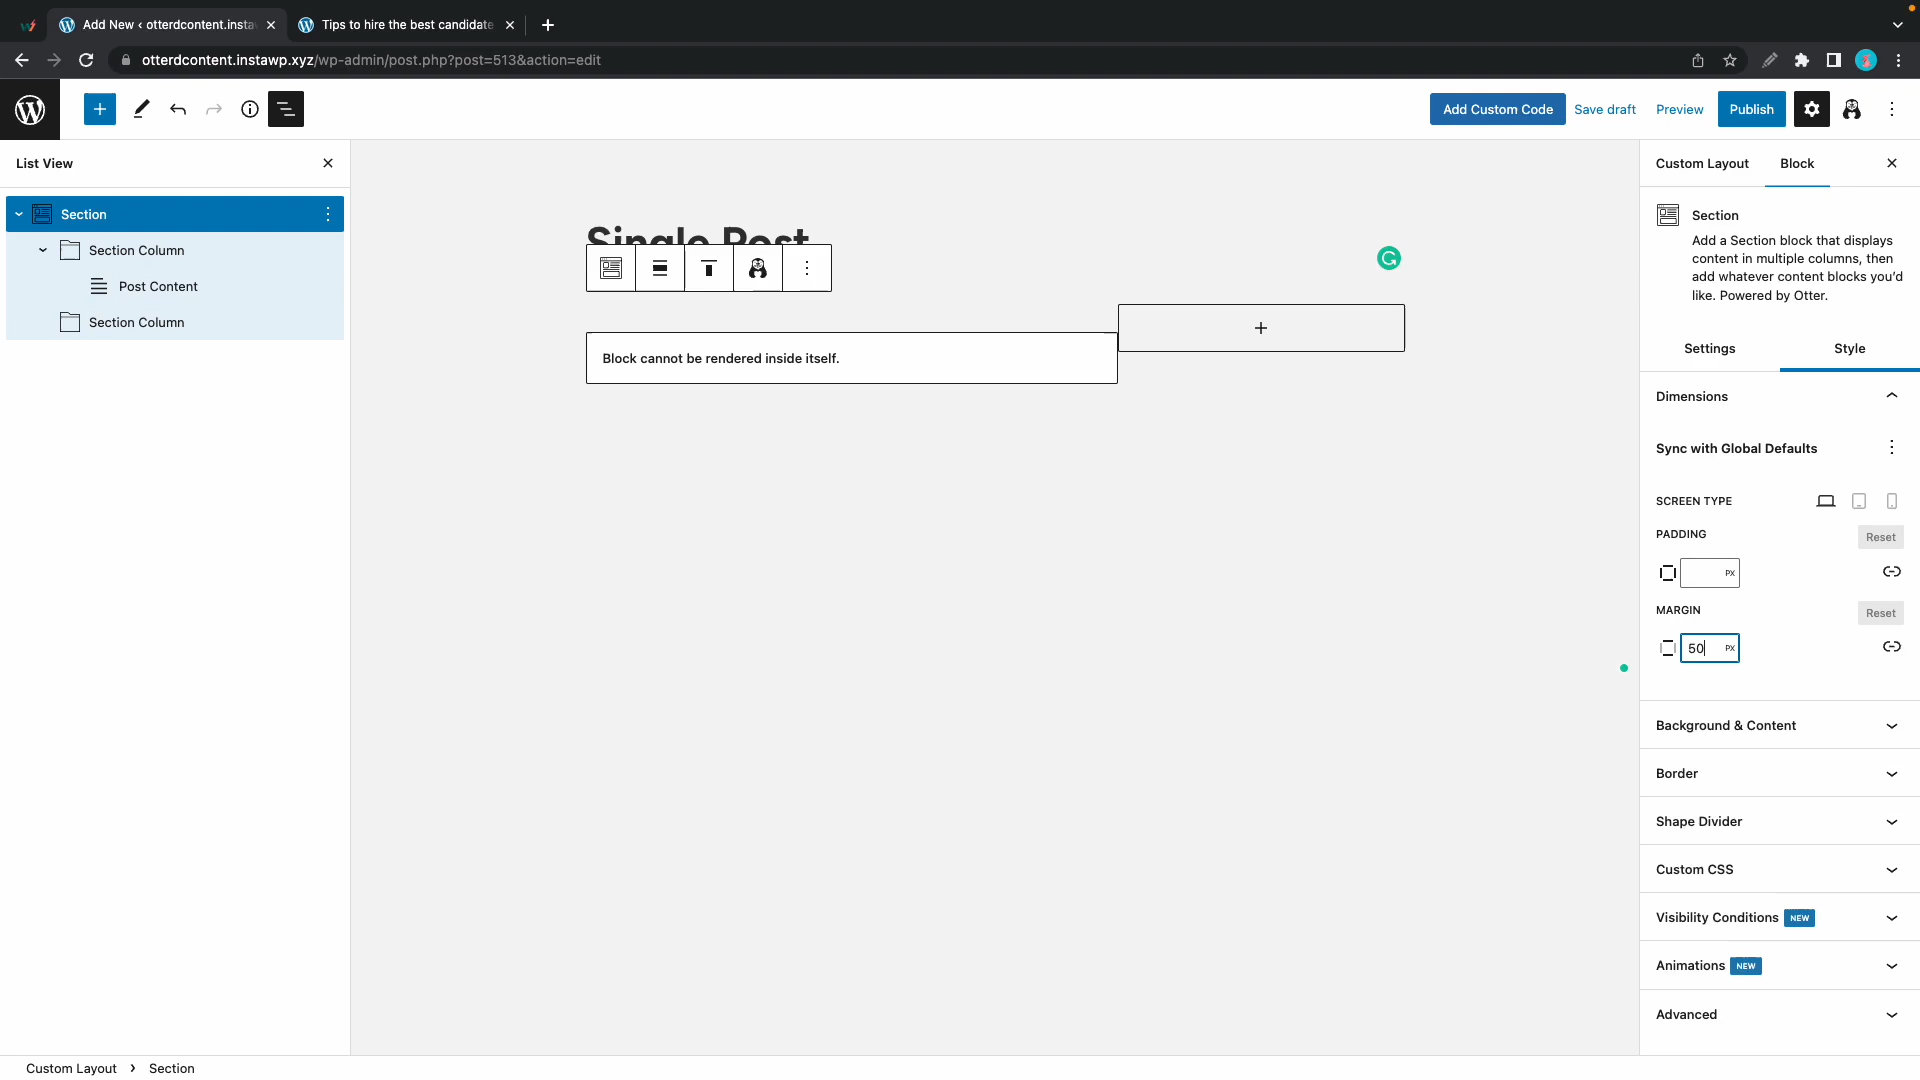 Add New ‹ otterdcontent.insta
Tips to hire the best candidate
otterdcontent.instawp.xyz/wp-admin/post.php?post=513&action=edit
Add Custom Code
Save draft
Preview
Publish
List View
Custom Layout
Block
Section
Section Column
Post Content
Section Column
Single Post
Block cannot be rendered inside itself.
Section
Add a Section block that displays
content in multiple columns, then
add whatever content blocks you'd
like. Powered by Otter.
Settings
Style
Dimensions
Sync with Global Defaults
SCREEN TYPE
PADDING
Reset
PX
MARGIN
Reset
50 PX
Background & Content
Border
Shape Divider
Custom CSS
Visibility Conditions NEW
Animations NEW
Advanced
Custom Layout › Section